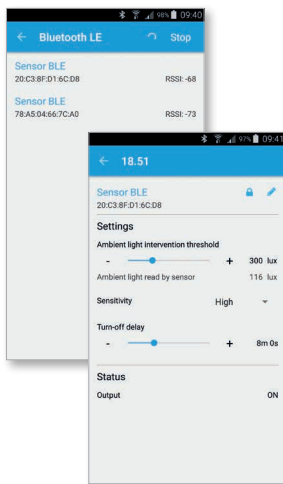 98% 09:40
Bluetooth LE Stop
Sensor BLE
20:C3:8F:D1:6C:D8 RSSI: -68
Sensor BLE
78:A5:04:66:7C:A0 RSSI: -73
97% 09:41
18.51
Sensor BLE
20:C3:8F:D1:6C:D8
Settings
Ambient light intervention threshold
- + 300 lux
Ambient light read by sensor 116 lux
Sensitivity High
Turn-off delay
- + 8m 0s
Status
Output ON